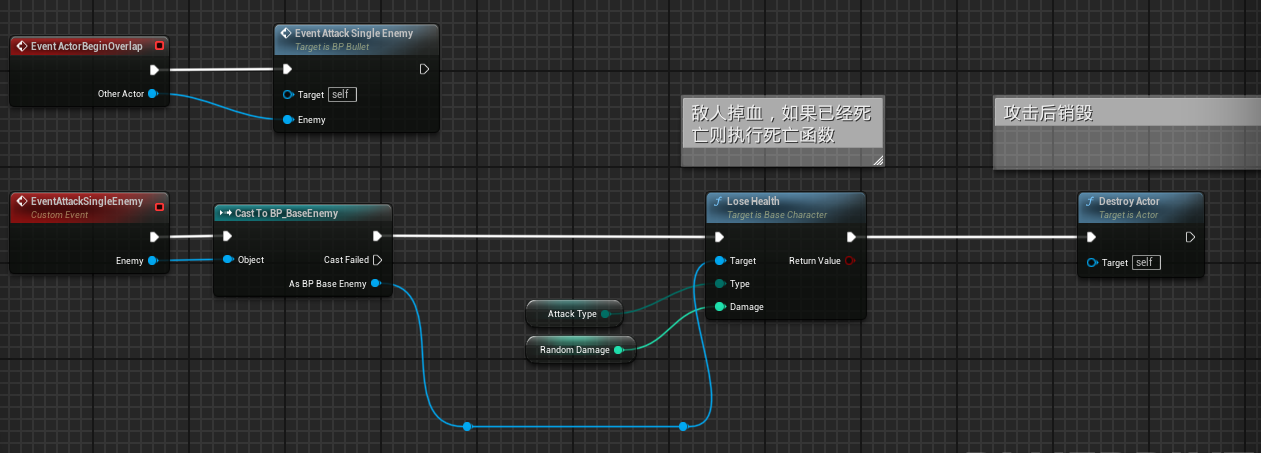 Event ActorBeginOverlap
Other Actor
Event Attack Single Enemy
Target is BP Bullet
Target self
Enemy
敌人掉血，如果已经死
亡则执行死亡函数
攻击后销毁
EventAttackSingleEnemy
Custom Event
Enemy
Cast To BP_BaseEnemy
Object
Cast Failed
As BP Base Enemy
Attack Type
Random Damage
Lose Health
Target is Base Character
Target
Return Value
Type
Damage
Destroy Actor
Target is Actor
Target self